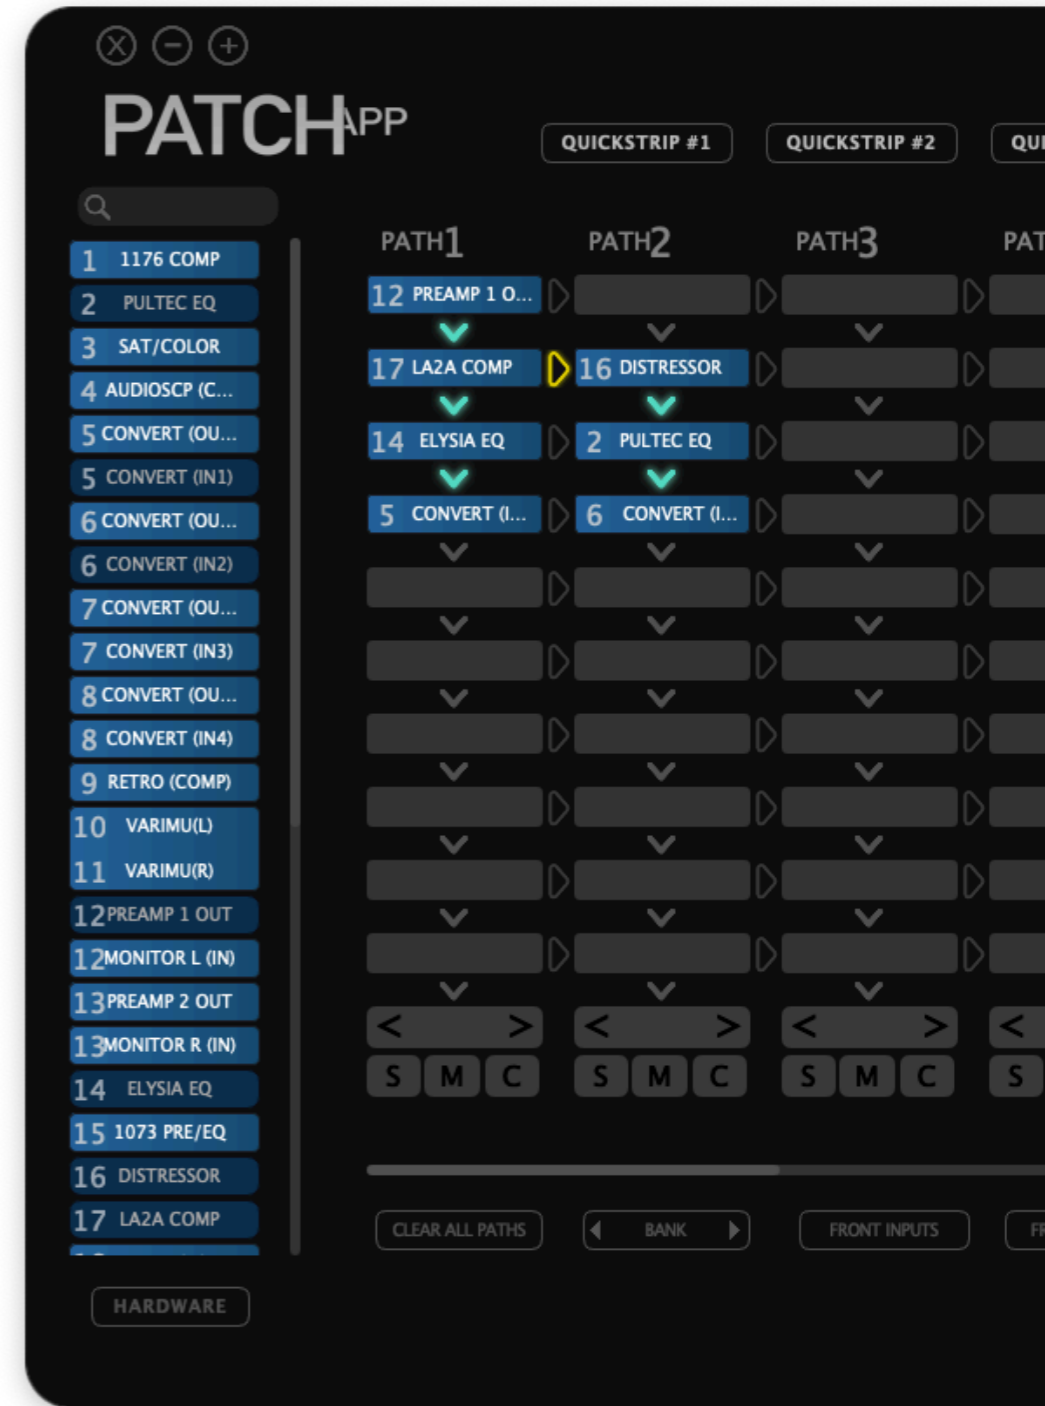 PATCHAPP
QUICKSTRIP #1
QUICKSTRIP #2
QUI
1 1176 COMP
2 PULTEC EQ
3 SAT/COLOR
4 AUDIOSCP (C...
5 CONVERT (OU...
5 CONVERT (IN1)
6 CONVERT (OU...
6 CONVERT (IN2)
7 CONVERT (OU...
7 CONVERT (IN3)
8 CONVERT (OU...
8 CONVERT (IN4)
9 RETRO (COMP)
10 VARIMU(L)
11 VARIMU(R)
12 PREAMP 1 OUT
12 MONITOR L (IN)
13 PREAMP 2 OUT
13 MONITOR R (IN)
14 ELYSIA EQ
15 1073 PRE/EQ
16 DISTRESSOR
17 LA2A COMP
HARDWARE
PATH1
12 PREAMP 1 O...
17 LA2A COMP
14 ELYSIA EQ
5 CONVERT (I...
< >
S M C
PATH2
16 DISTRESSOR
2 PULTEC EQ
6 CONVERT (I...
< >
S M C
PATH3
< >
S M C
PAT
<
S
CLEAR ALL PATHS
BANK
FRONT INPUTS
FR